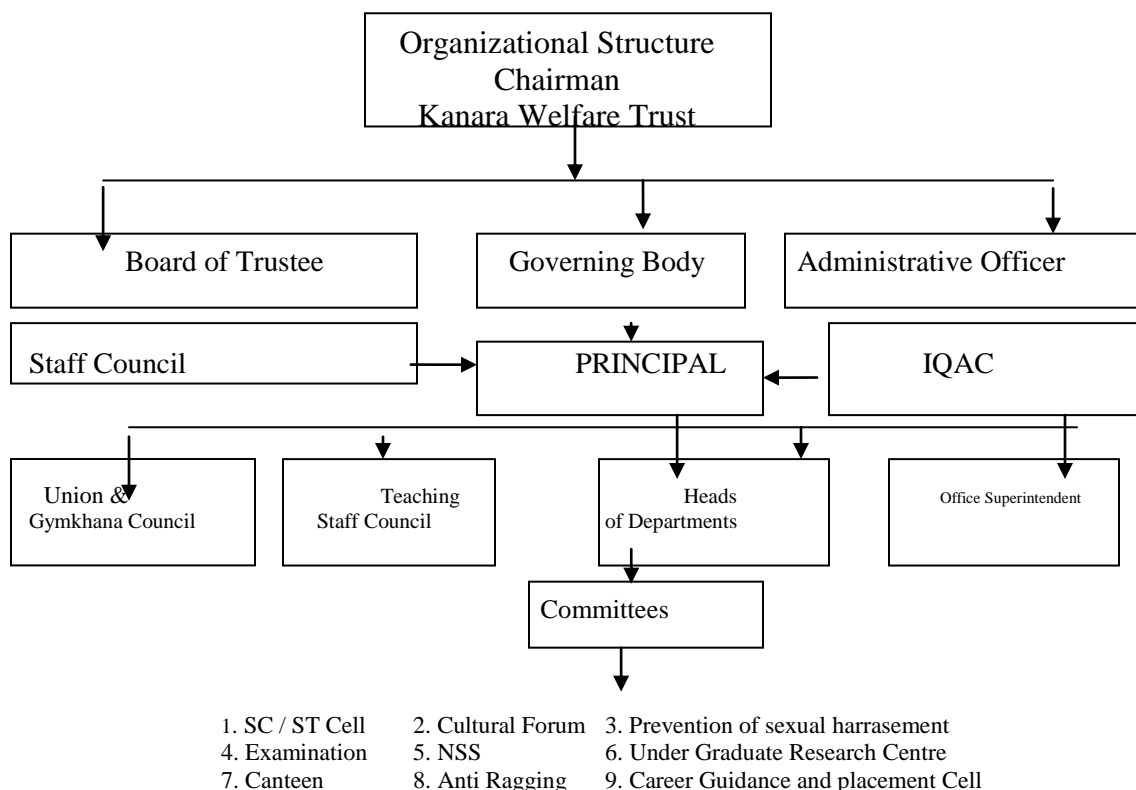 Organizational Structure
Chairman
Kanara Welfare Trust
Board of Trustee
Governing Body
Administrative Officer
Staff Council
PRINCIPAL
IQAC
Union &
Gymkhana Council
Teaching
Staff Council
Heads
of Departments
Office Superintendent
Committees
1. SC / ST Cell 2. Cultural Forum 3. Prevention of sexual harrasement
4. Examination 5. NSS 6. Under Graduate Research Centre
7. Canteen 8. Anti Ragging 9. Career Guidance and placement Cell